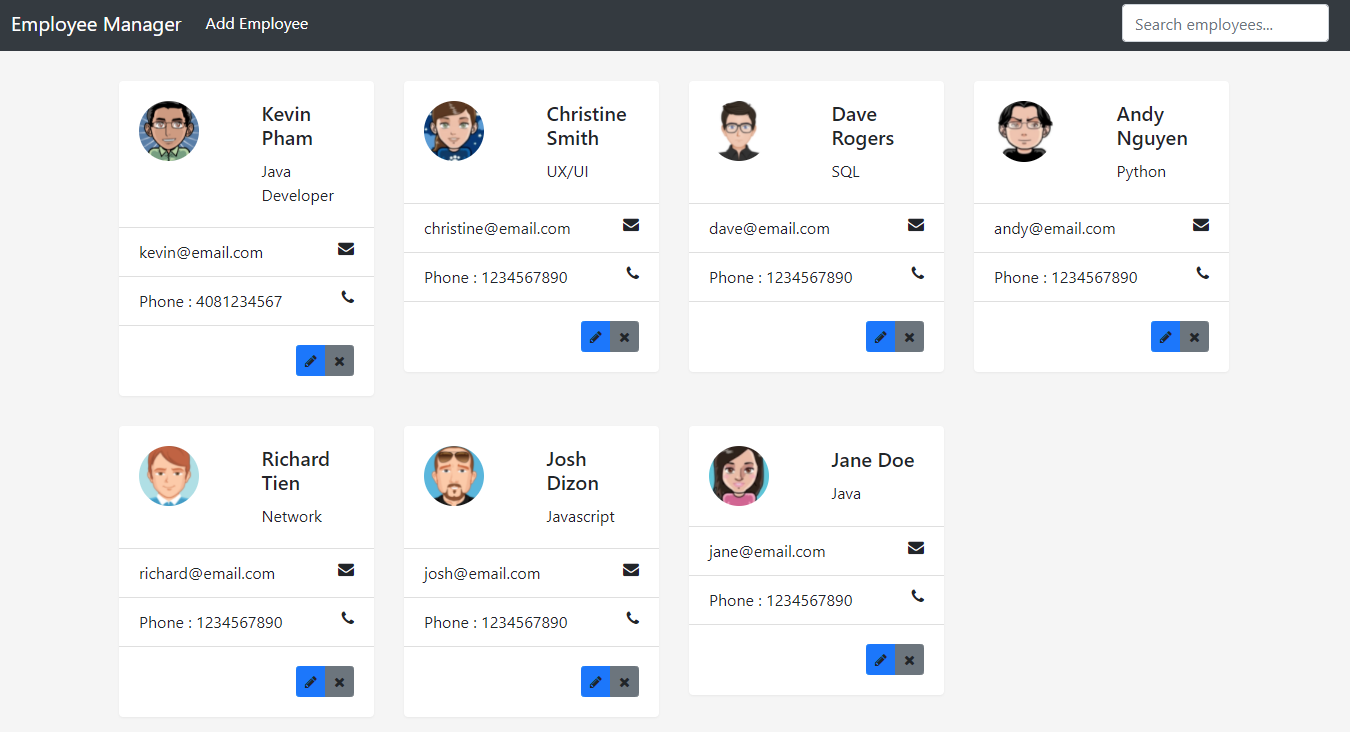 Employee Manager Add Employee Search employees...
Kevin
Pham
Java
Developer
kevin@email.com
Phone : 4081234567
Christine
Smith
UX/UI
christine@email.com
Phone : 1234567890
Dave
Rogers
SQL
dave@email.com
Phone : 1234567890
Andy
Nguyen
Python
andy@email.com
Phone : 1234567890
Richard
Tien
Network
richard@email.com
Phone : 1234567890
Josh
Dizon
Javascript
josh@email.com
Phone : 1234567890
Jane Doe
Java
jane@email.com
Phone : 1234567890